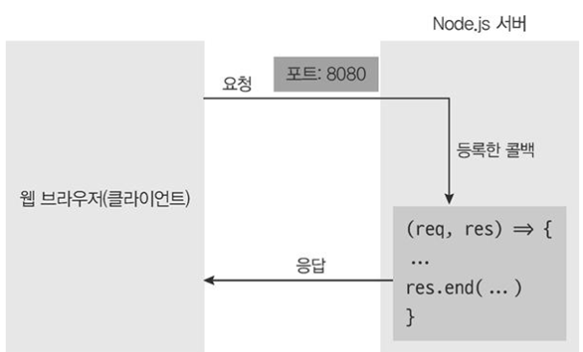 Node.js 서버
포트: 8080
요청
등록한 콜백
웹 브라우저(클라이언트)
(req, res) => {
...
res.end( ... )
}
응답